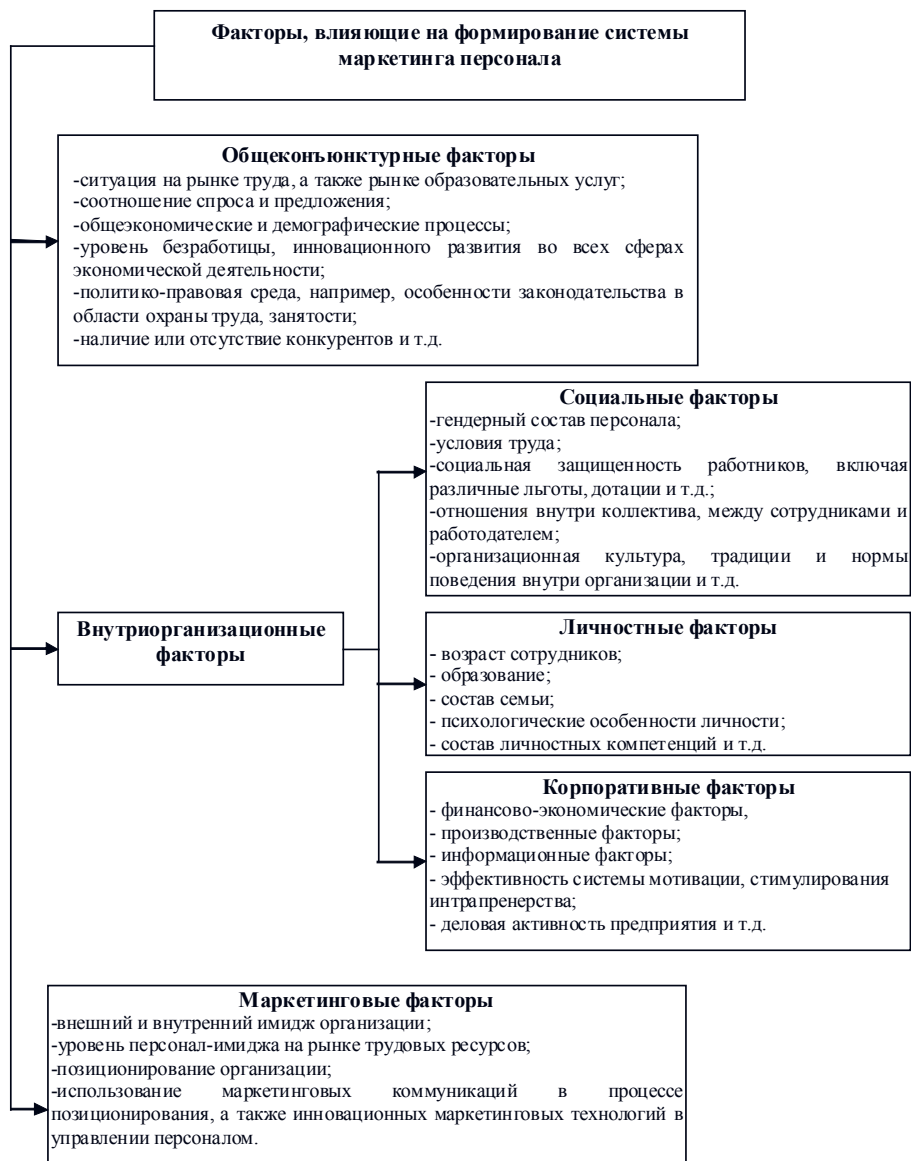 Факторы, влияющие на формирование системы
маркетинга персонала
Общеконъюнктурные факторы
-ситуация на рынке труда, а также рынке образовательных услуг;
-соотношение спроса и предложения;
-общеэкономические и демографические процессы;
-уровень безработицы, инновационного развития во всех сферах
экономической деятельности;
-политико-правовая среда, например, особенности законодательства в
области охраны труда, занятости;
-наличие или отсутствие конкурентов и т.д.
Социальные факторы
-гендерный состав персонала;
-условия труда;
-социальная защищенность работников, включая
различные льготы, дотации и т.д.;
-отношения внутри коллектива, между сотрудниками и
работодателем;
-организационная культура, традиции и нормы
поведения внутри организации и т.д.
Внутриорганизационные
факторы
Личностные факторы
- возраст сотрудников;
- образование;
- состав семьи;
- психологические особенности личности;
- состав личностных компетенций и т.д.
Корпоративные факторы
- финансово-экономические факторы,
- производственные факторы;
- информационные факторы;
- эффективность системы мотивации, стимулирования
интрапренерства;
- деловая активность предприятия и т.д.
Маркетинговые факторы
-внешний и внутренний имидж организации;
-уровень персонал-имиджа на рынке трудовых ресурсов;
-позиционирование организации;
-использование маркетинговых коммуникаций в процессе
позиционирования, а также инновационных маркетинговых технологий в
управлении персоналом.